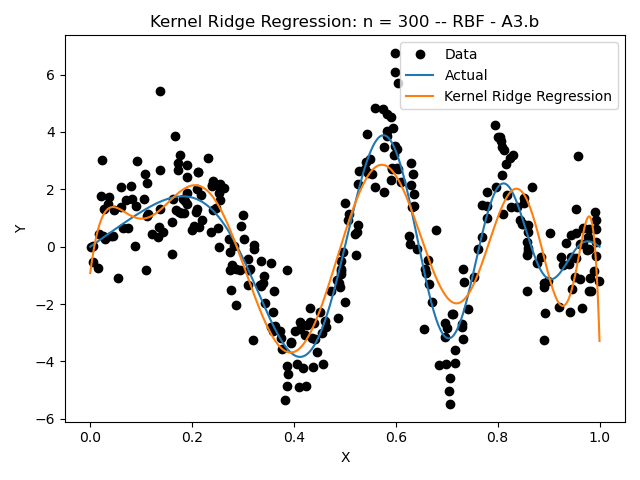 Kernel Ridge Regression: n = 300 -- RBF - A3.b
Data
Actual
Kernel Ridge Regression
6
4
2
0
−2
−4
−6
Y
0.0 0.2 0.4 0.6 0.8 1.0
X